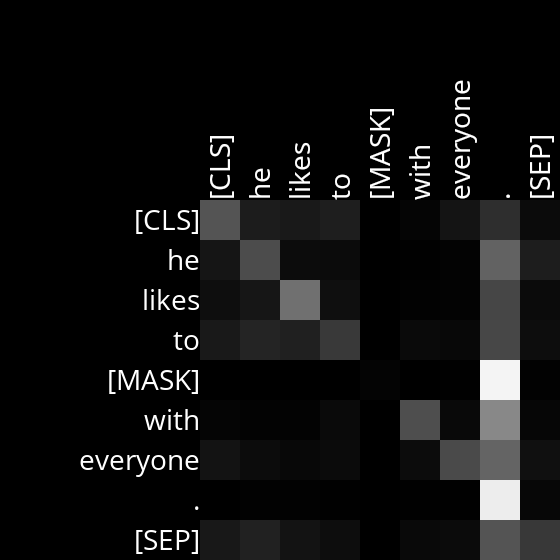 [CLS] he likes to [MASK] with everyone . [SEP]
[CLS]
he
likes
to
[MASK]
with
everyone
.
[SEP]